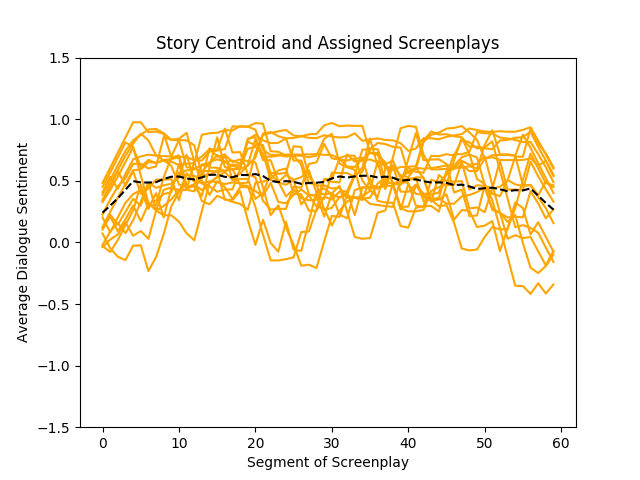 Story Centroid and Assigned Screenplays
1.5
1.0
0.5
0.0
−0.5
−1.0
−1.5
Average Dialogue Sentiment
0 10 20 30 40 50 60
Segment of Screenplay